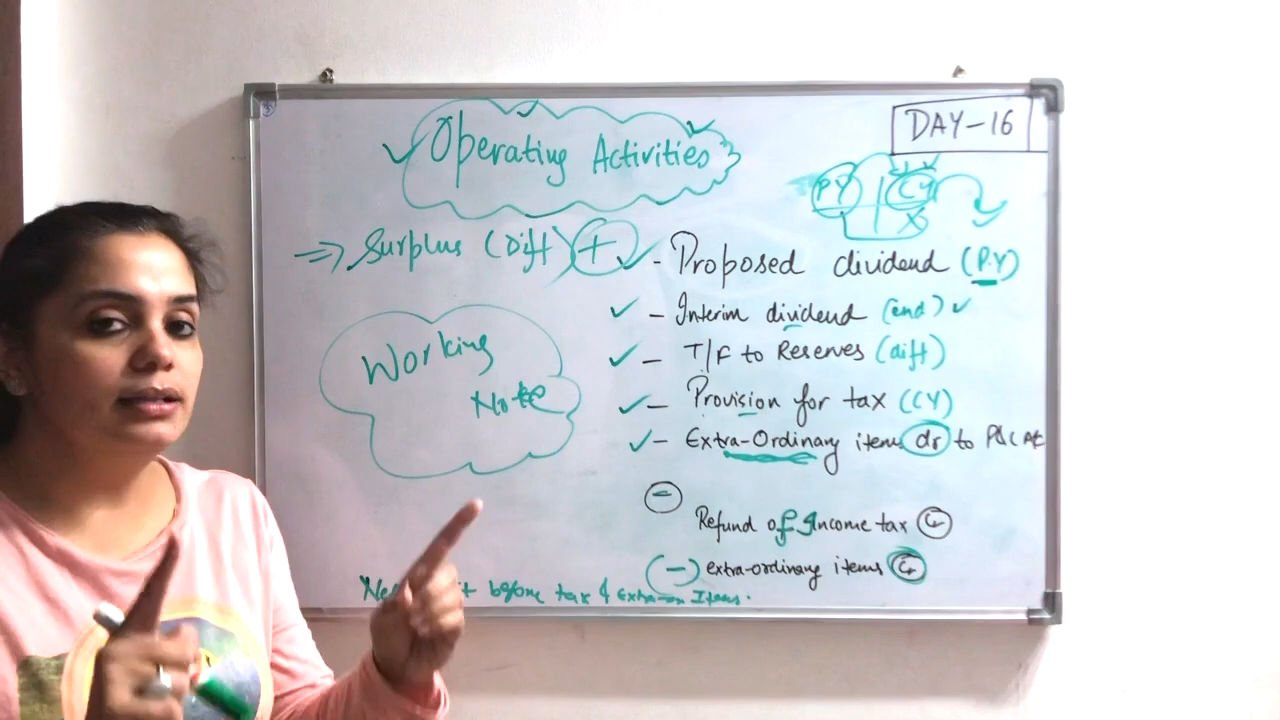 DAY-16
Operating Activities
PY CY
X
⇒ Surplus (Diff) + - Proposed dividend (P.Y)
- Interim dividend (end)
Working
Note
- T/F to Reserves (diff)
- Provision for tax (CY)
- Extra-Ordinary items dr to P&L A/c
(-)
Refund of Income tax Cr
(-) extra-ordinary items Cr
before tax & Extra-or Items.